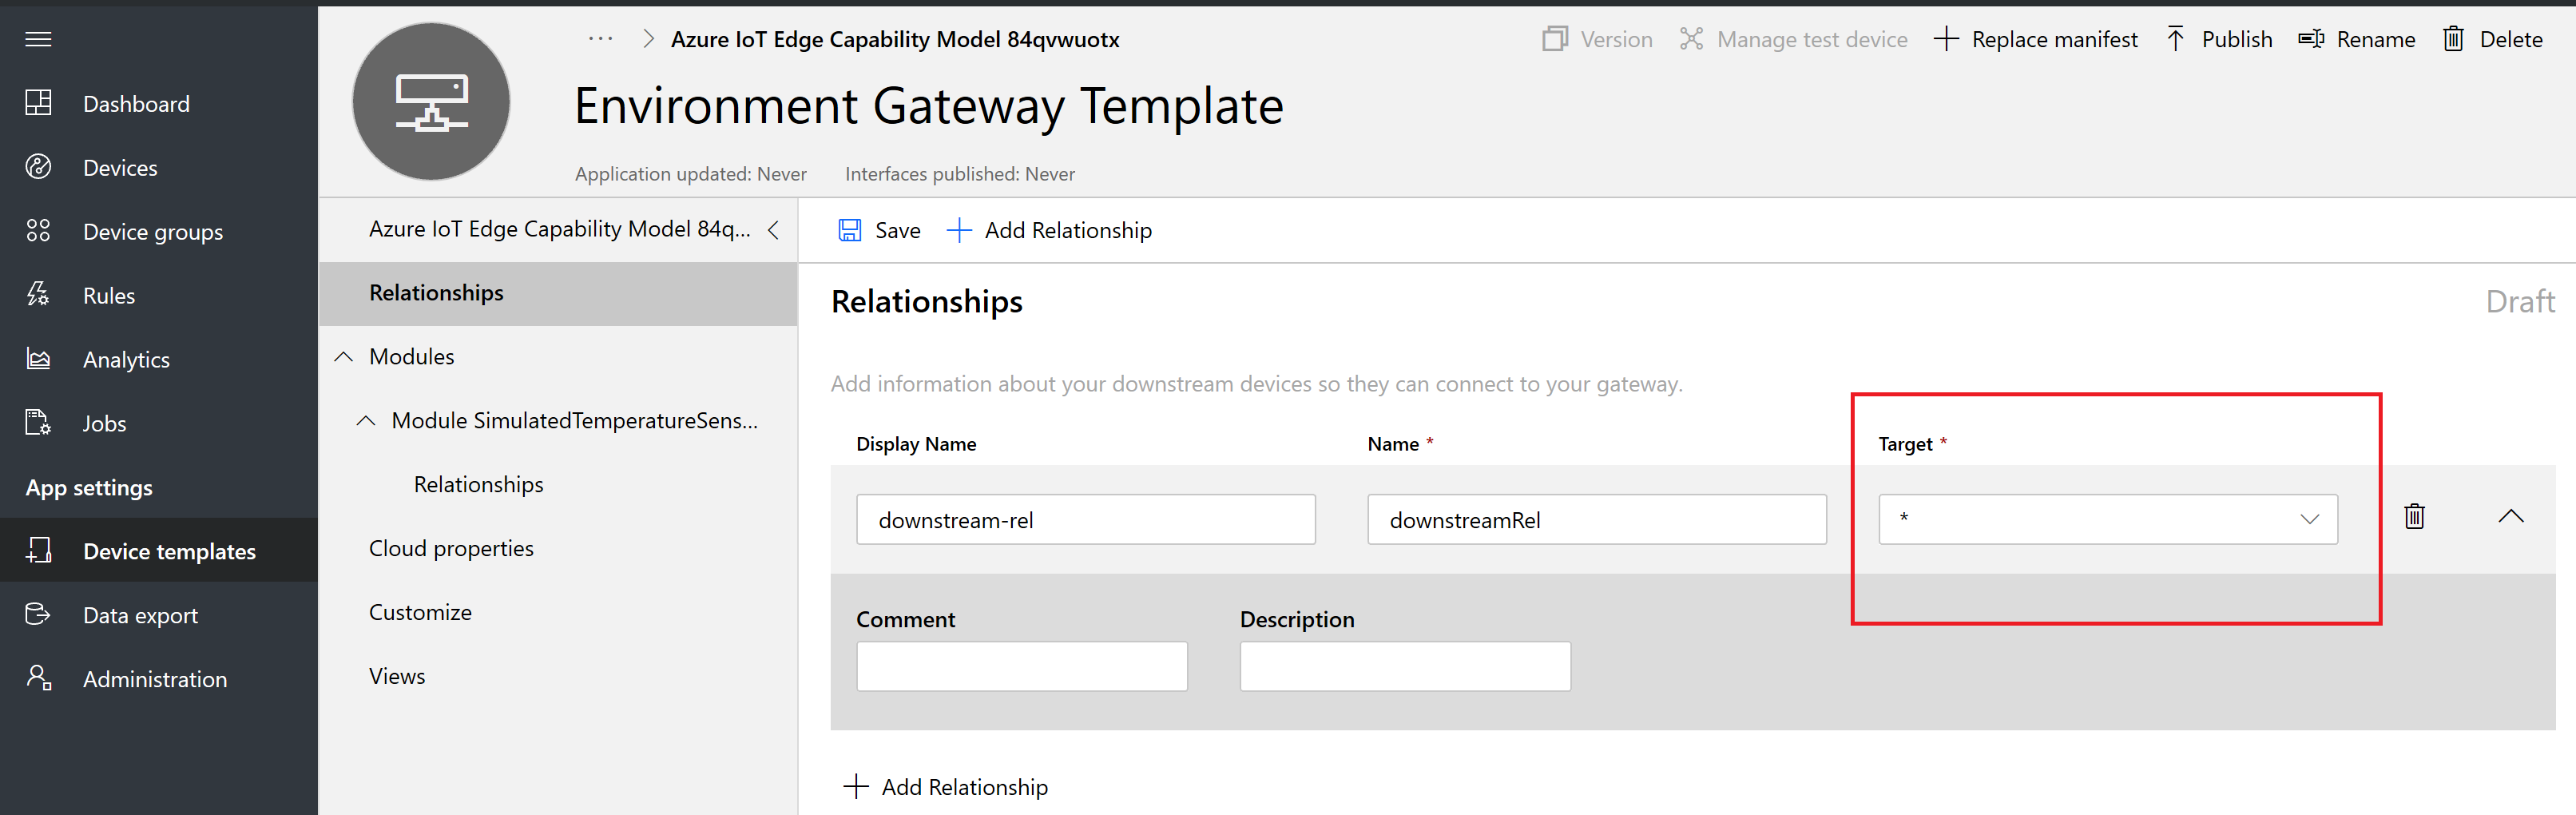 ... > Azure IoT Edge Capability Model 84qvwuotx
Version Manage test device + Replace manifest Publish Rename Delete
Environment Gateway Template
Application updated: Never Interfaces published: Never
Dashboard
Devices
Device groups
Rules
Analytics
Jobs
App settings
Device templates
Data export
Administration
Azure IoT Edge Capability Model 84q... <
Relationships
Modules
Module SimulatedTemperatureSens...
Relationships
Cloud properties
Customize
Views
Save + Add Relationship
Relationships
Draft
Add information about your downstream devices so they can connect to your gateway.
Display Name Name * Target *
downstream-rel downstreamRel *
Comment Description
+ Add Relationship